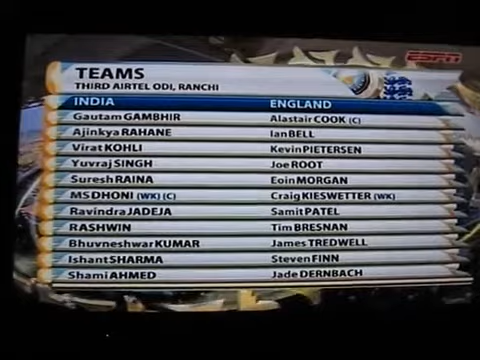 ESPN
TEAMS
THIRD AIRTEL ODI, RANCHI
INDIA ENGLAND
Gautam GAMBHIR Alastair COOK (C)
Ajinkya RAHANE Ian BELL
Virat KOHLI Kevin PIETERSEN
Yuvraj SINGH Joe ROOT
Suresh RAINA Eoin MORGAN
MS DHONI (WK) (C) Craig KIESWETTER (WK)
Ravindra JADEJA Samit PATEL
R ASHWIN Tim BRESNAN
Bhuvneshwar KUMAR James TREDWELL
Ishant SHARMA Steven FINN
Shami AHMED Jade DERNBACH